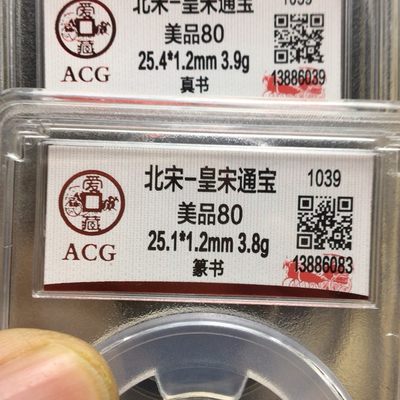 北宋-皇宋通宝
1039
美品80
25.4*1.2mm 3.9g
真书
13886039
爱藏
ACG
北宋-皇宋通宝
1039
美品80
25.1*1.2mm 3.8g
篆书
13886083
爱藏
ACG